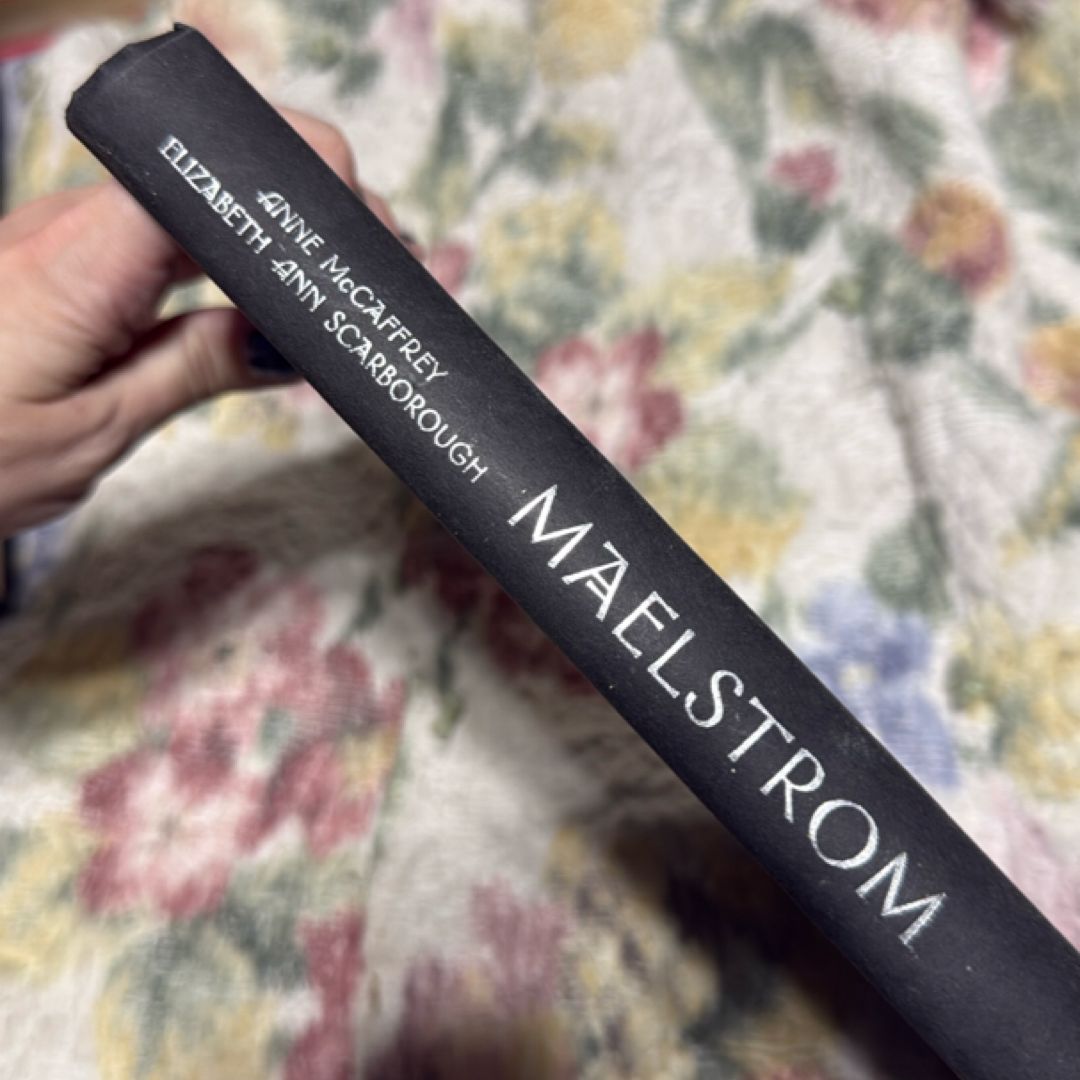 ANNE McCAFFREY
ELIZABETH ANN SCARBOROUGH
MAELSTROM